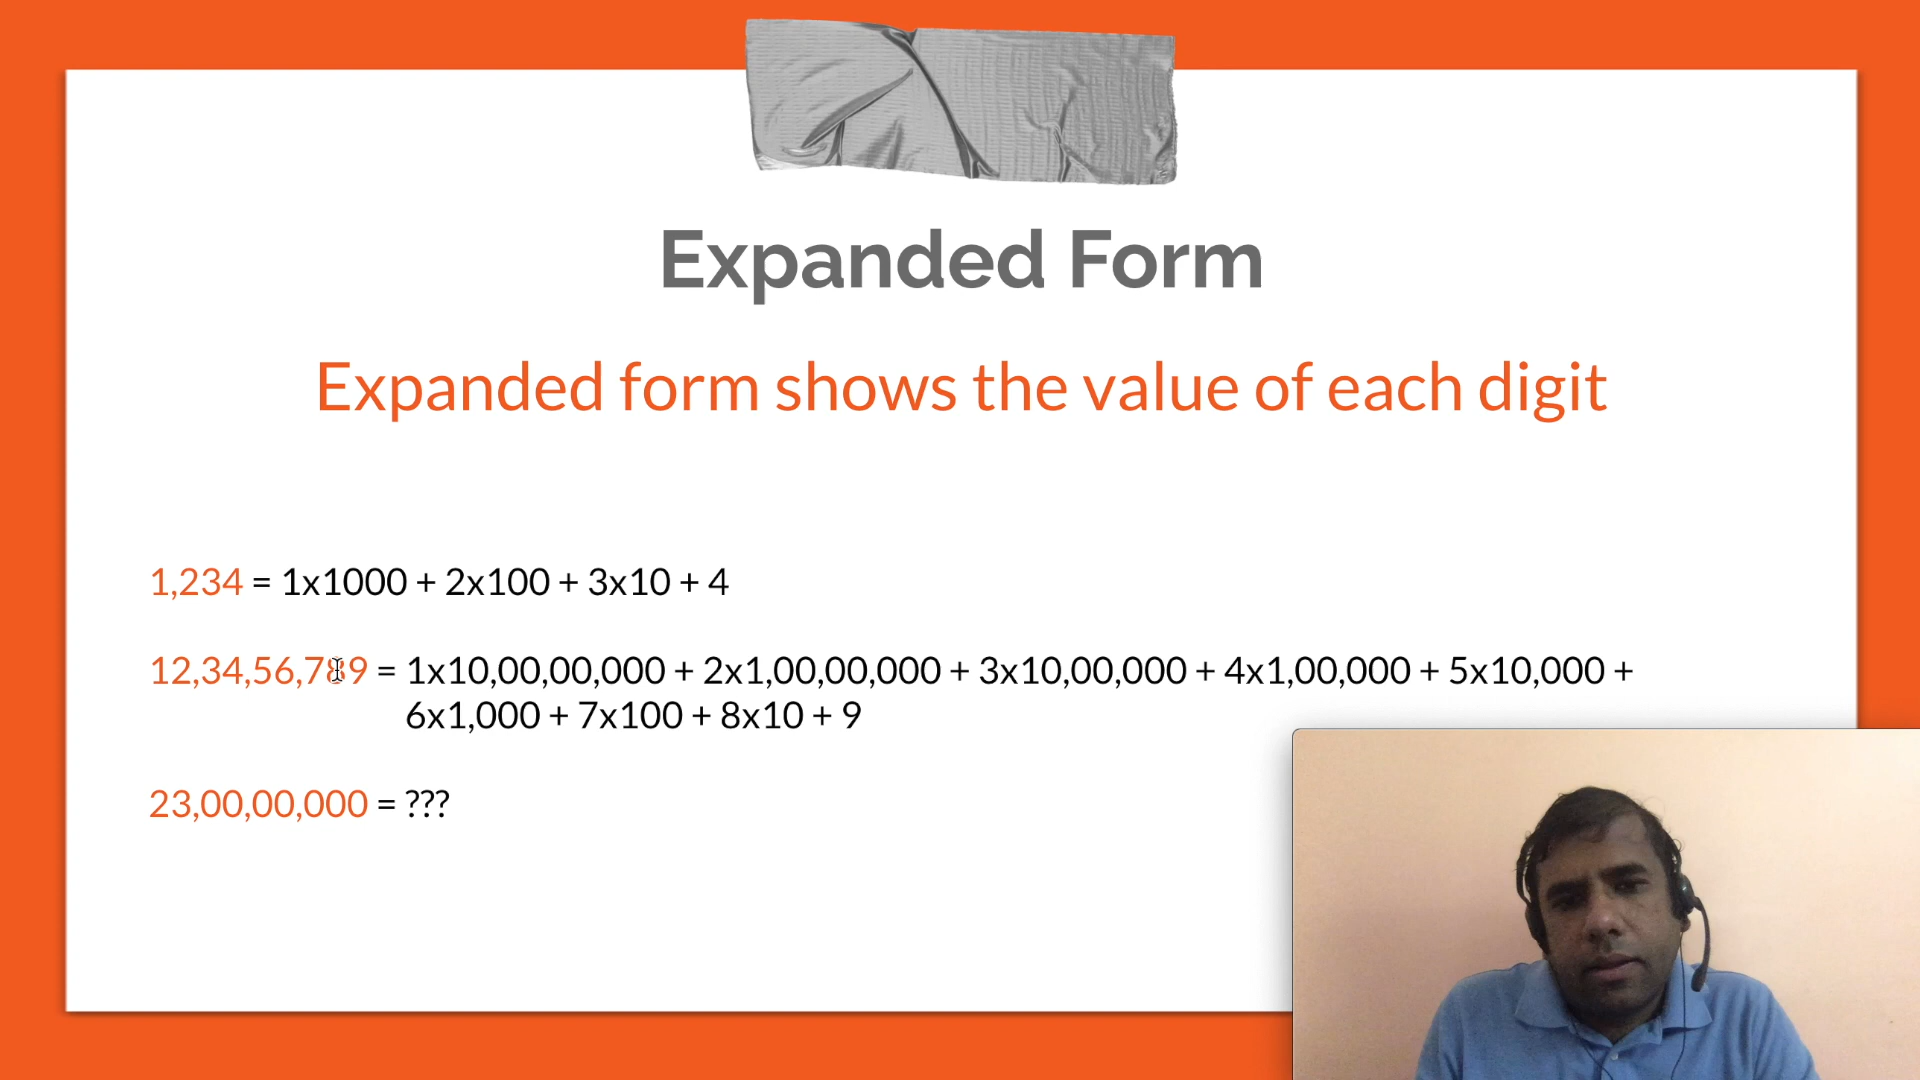 Expanded Form
Expanded form shows the value of each digit
1,234 = 1x1000 + 2x100 + 3x10 + 4
12,34,56,789 = 1x10,00,00,000 + 2x1,00,00,000 + 3x10,00,000 + 4x1,00,000 + 5x10,000 +
6x1,000 + 7x100 + 8x10 + 9
23,00,00,000 = ???